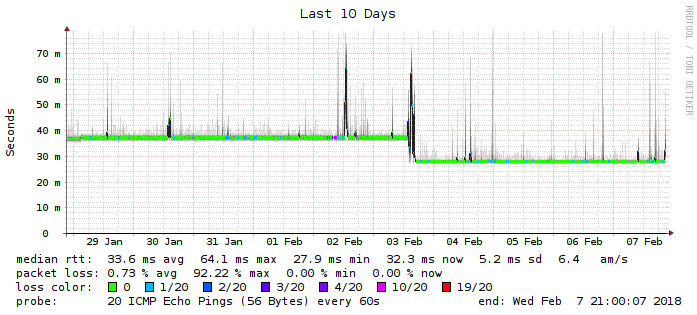 Last 10 Days
RRDTOOL / TOBI OETIKER
Seconds
70 m
60 m
50 m
40 m
30 m
20 m
10 m
0
29 Jan 30 Jan 31 Jan 01 Feb 02 Feb 03 Feb 04 Feb 05 Feb 06 Feb 07 Feb
median rtt: 33.6 ms avg 64.1 ms max 27.9 ms min 32.3 ms now 5.2 ms sd 6.4 am/s
packet loss: 0.73 % avg 92.22 % max 0.00 % min 0.00 % now
loss color: 0 1/20 2/20 3/20 4/20 10/20 19/20
probe: 20 ICMP Echo Pings (56 Bytes) every 60s end: Wed Feb 7 21:00:07 2018